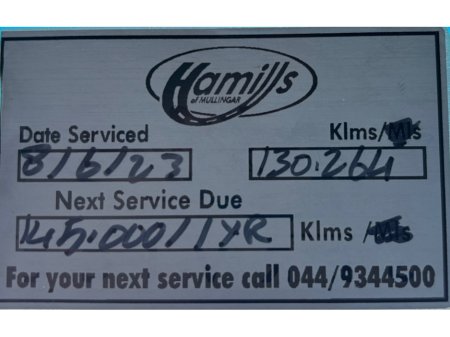 Hamills
of MULLINGAR
Date Serviced Klms/Mls
8/6/23 130.264
Next Service Due
145.000/1YR Klms /Mls
For your next service call 044/9344500